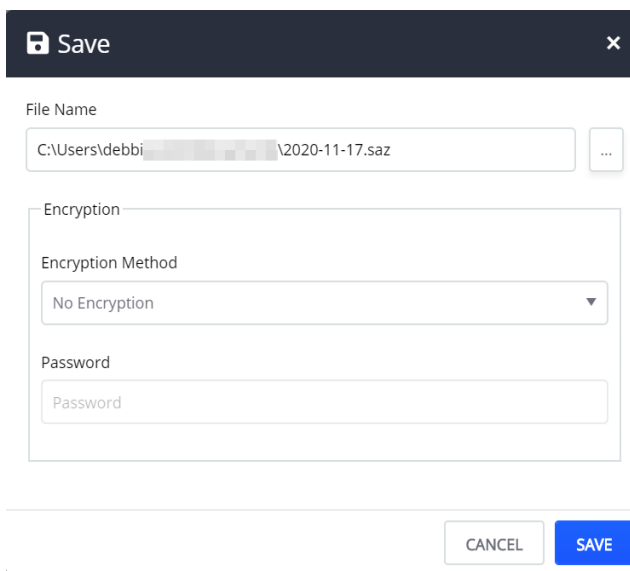 Save
File Name
C:\Users\debbi \2020-11-17.saz
...
Encryption
Encryption Method
No Encryption
Password
Password
CANCEL
SAVE